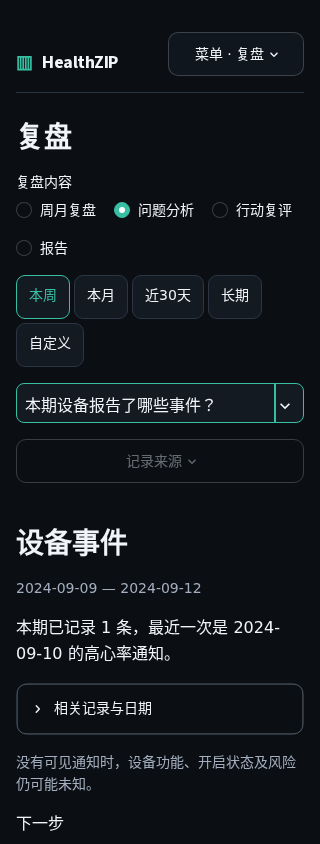 HealthZIP
菜单 · 复盘
复盘
复盘内容
周月复盘
问题分析
行动复评
报告
本周
本月
近30天
长期
自定义
本期设备报告了哪些事件？
记录来源
设备事件
2024-09-09 — 2024-09-12
本期已记录 1 条，最近一次是 2024-
09-10 的高心率通知。
相关记录与日期
没有可见通知时，设备功能、开启状态及风险
仍可能未知。
下一步